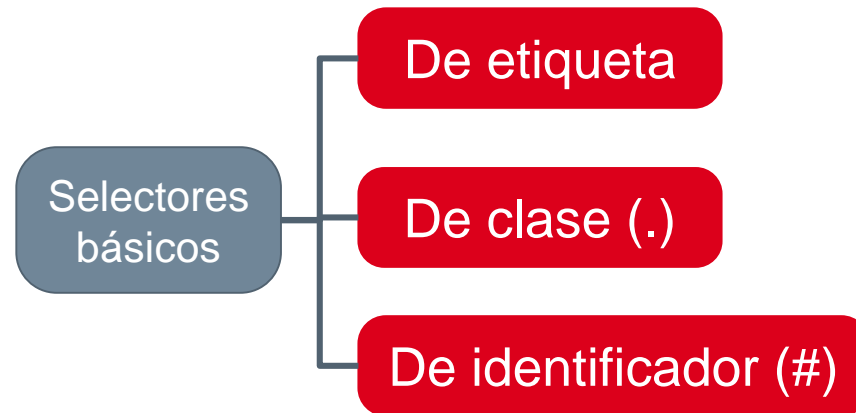 De etiqueta
Selectores
básicos
De clase (.)
De identificador (#)